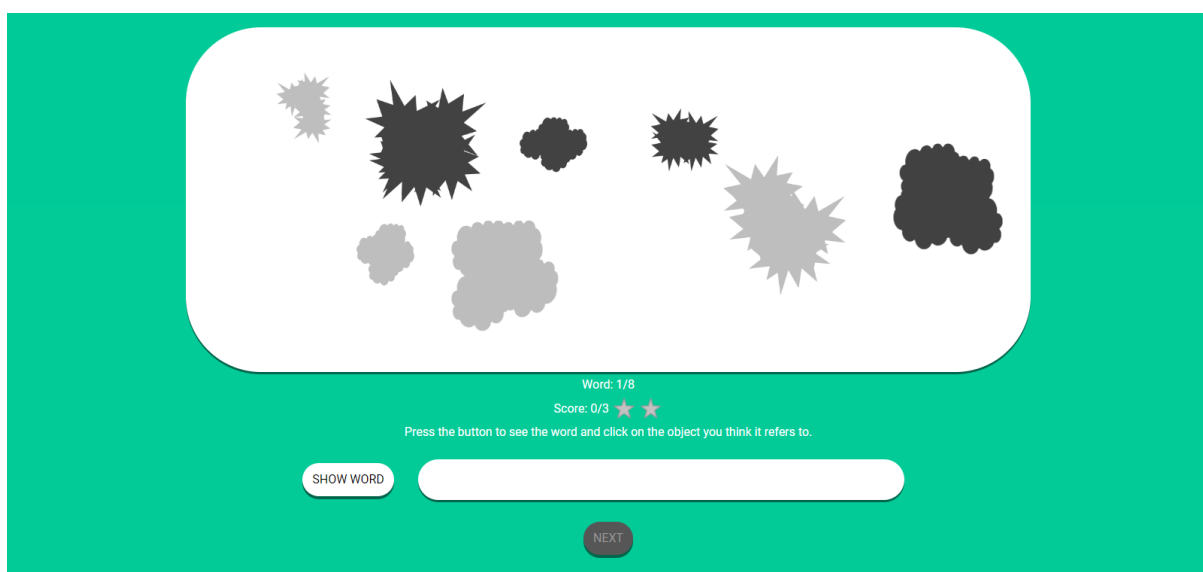 Word: 1/8
Score: 0/3
Press the button to see the word and click on the object you think it refers to.
SHOW WORD
NEXT